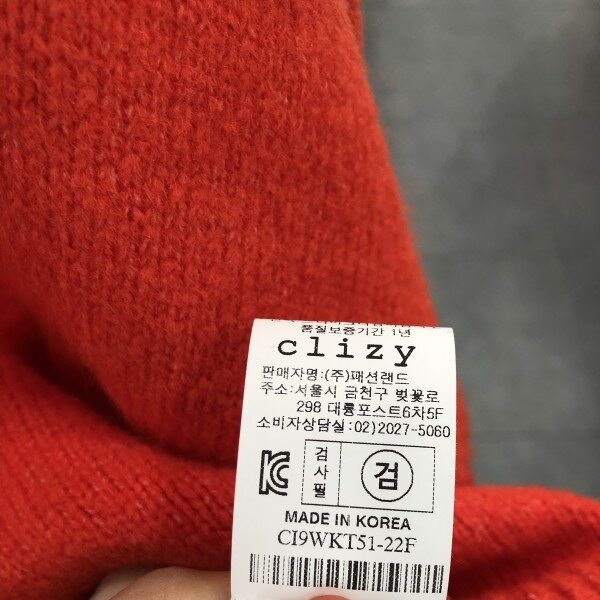 품질보증기간 1년
clizy
판매자명:(주)패션랜드
주소:서울시 금천구 벚꽃로
298 대륭포스트6차5F
소비자상담실:02)2027-5060
검사필
검
MADE IN KOREA
CI9WKT51-22F